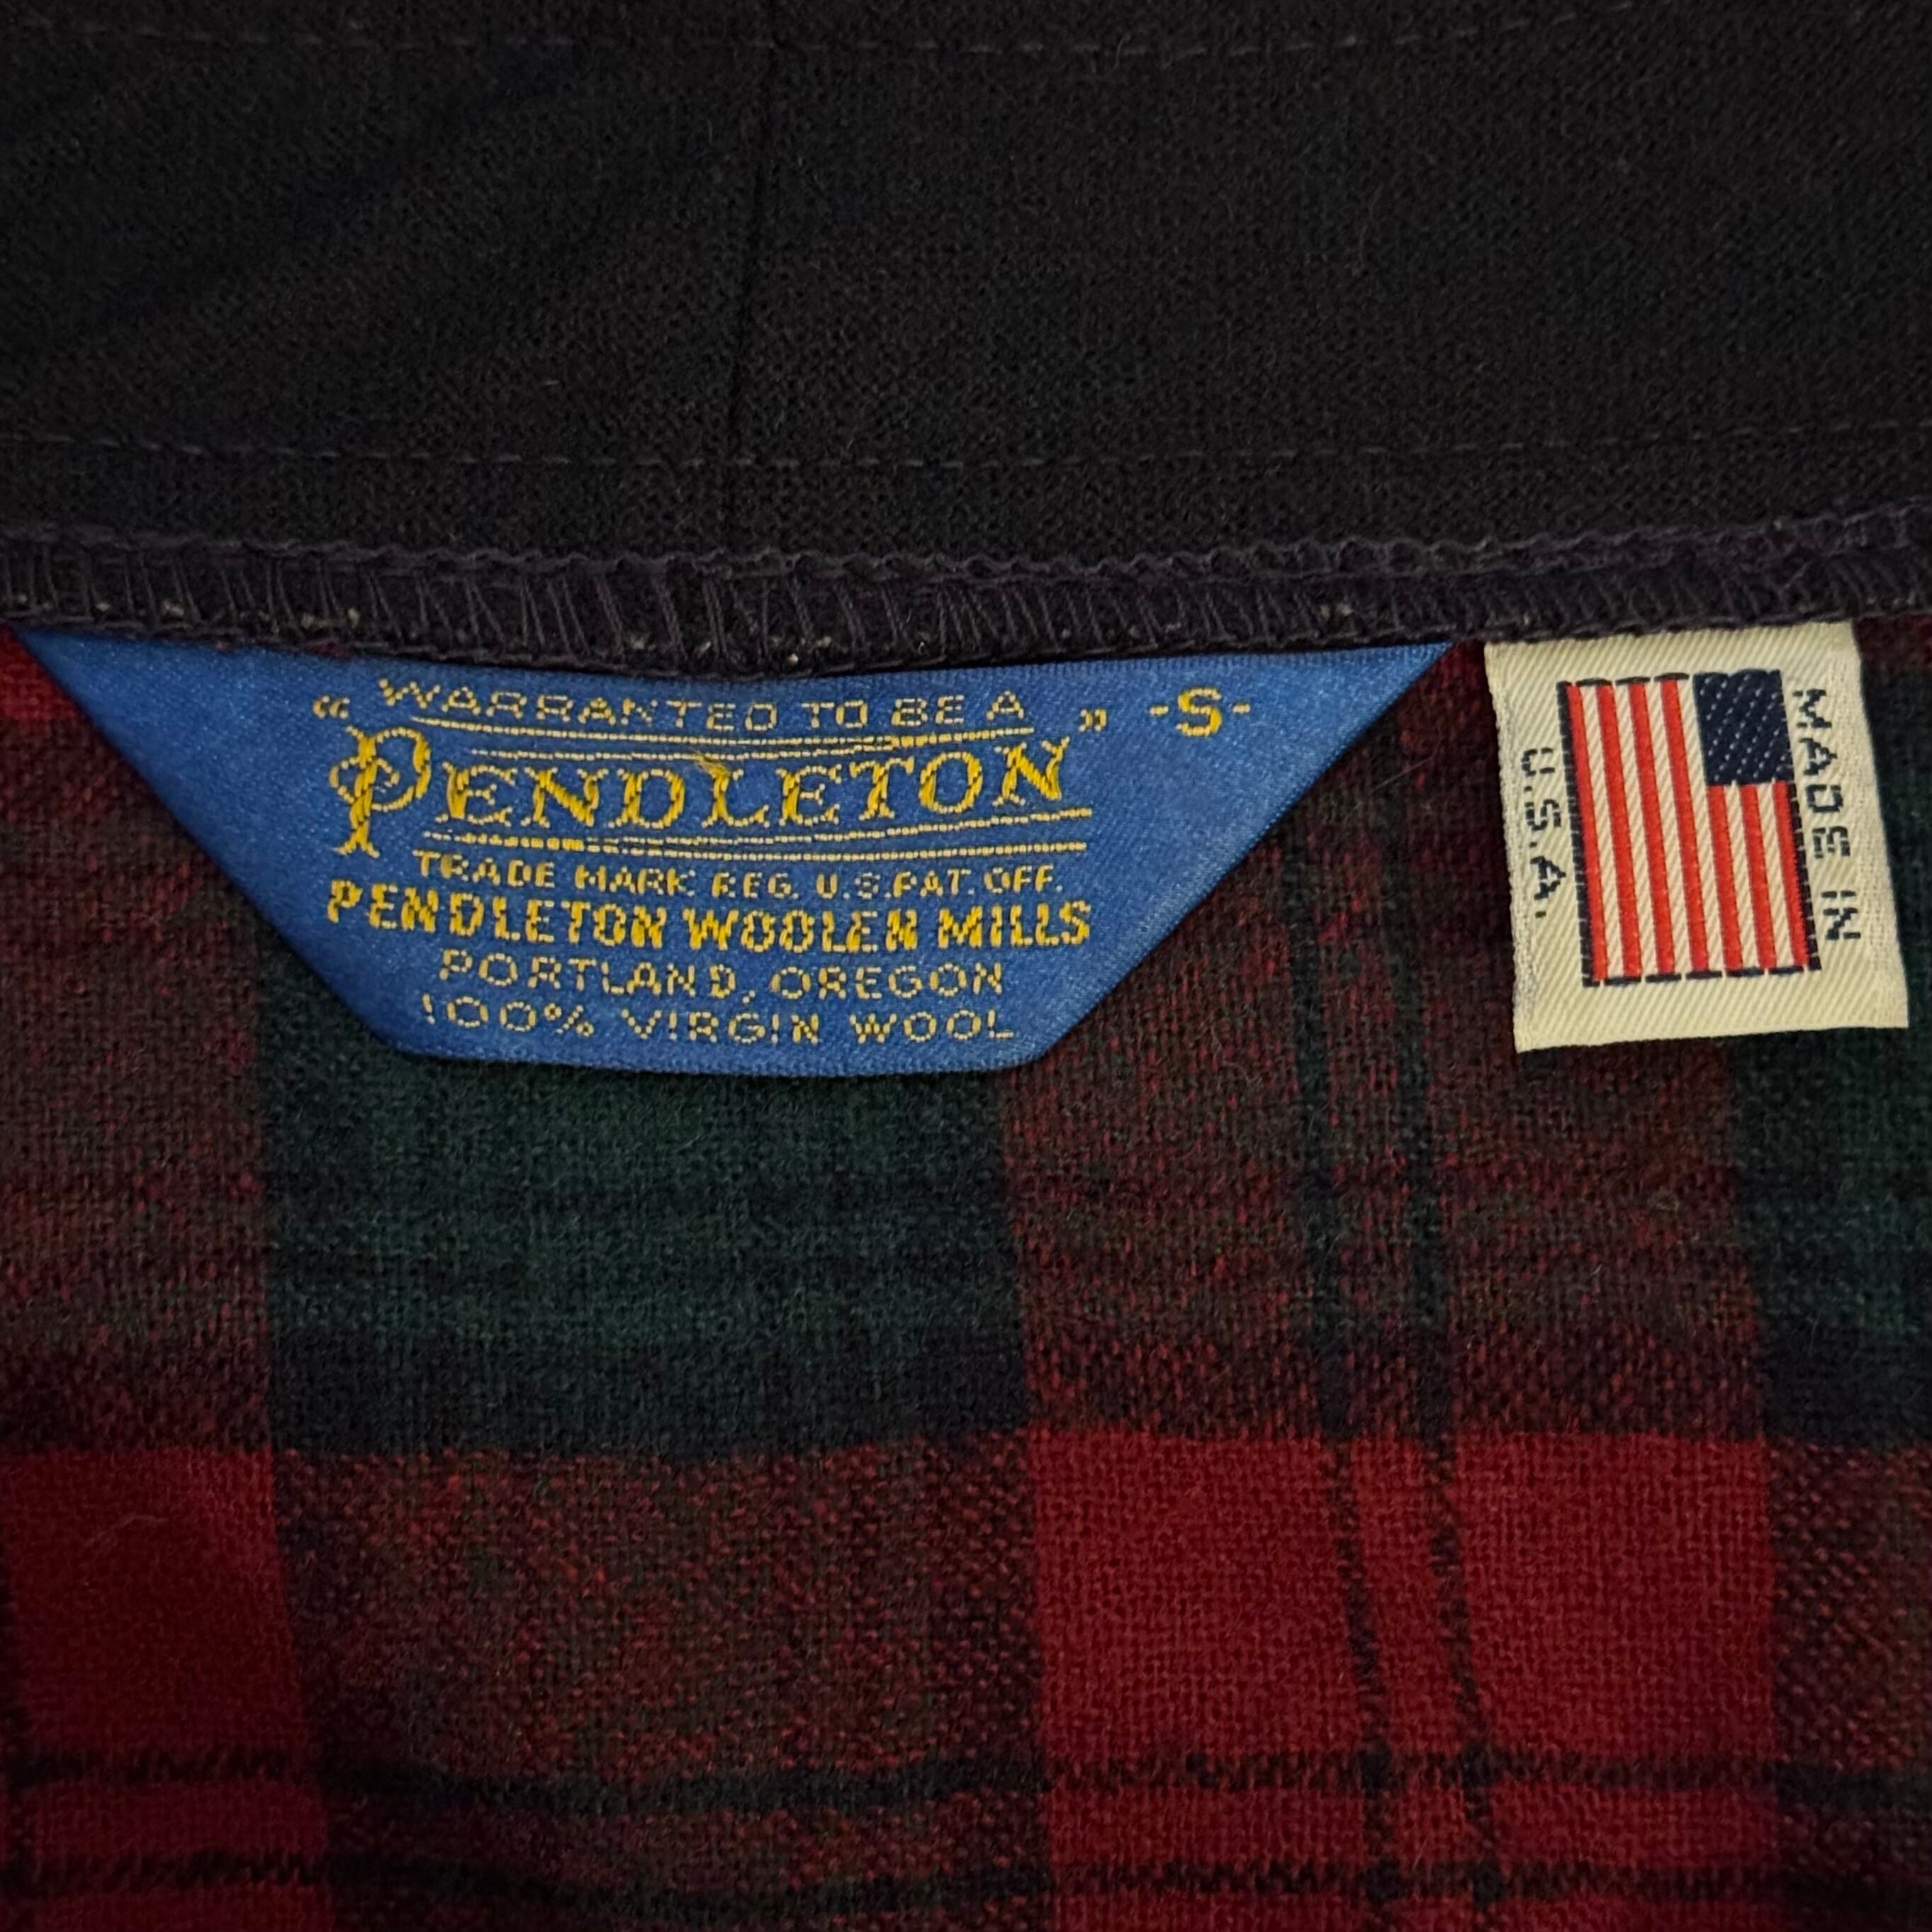 “ WARRANTED TO BE A ” -S-
PENDLETON
TRADE MARK REG. U.S.PAT. OFF.
PENDLETON WOOLEN MILLS
PORTLAND, OREGON
100% VIRGIN WOOL
MADE IN
U.S.A.